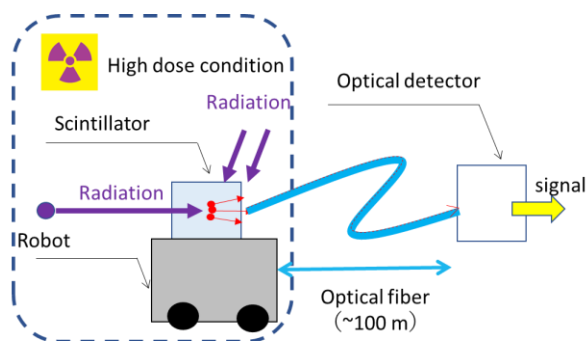 High dose condition
Optical detector
Radiation
Scintillator
Radiation
signal
Robot
Optical fiber
（~100 m）